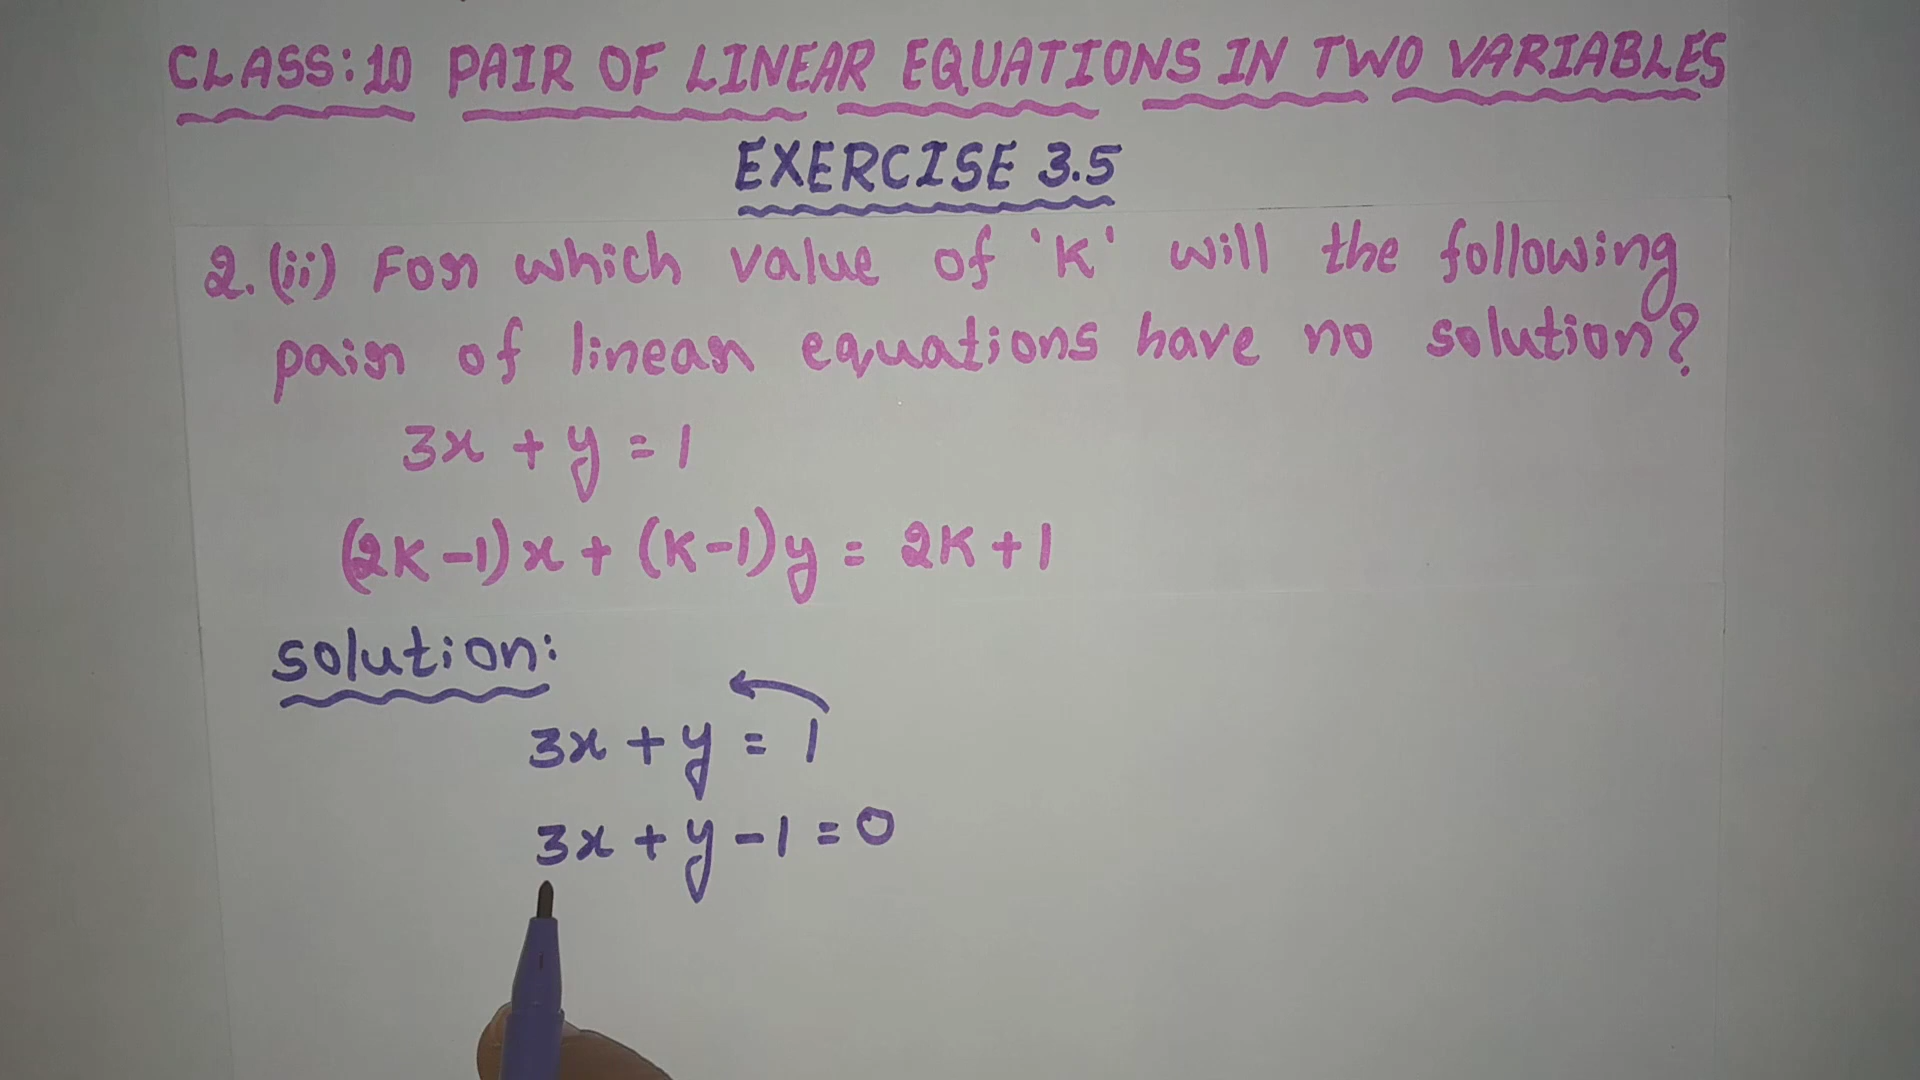 CLASS:10 PAIR OF LINEAR EQUATIONS IN TWO VARIABLES
EXERCISE 3.5
2.(ii) For which value of 'K' will the following
pair of linear equations have no solution?
3x + y = 1
(2K-1)x + (K-1)y = 2K+1
solution:
3x + y = 1
3x + y - 1 = 0